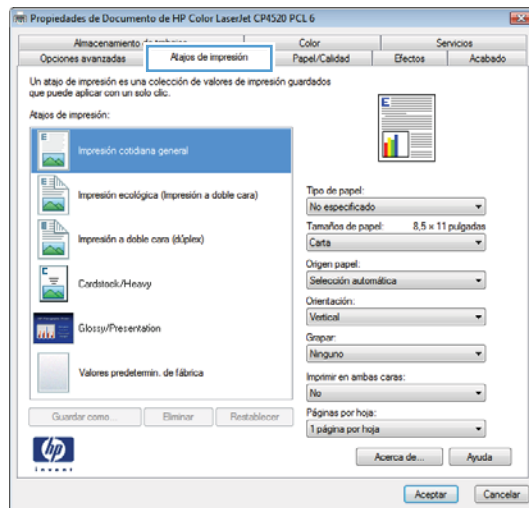 Propiedades de Documento de HP Color LaserJet CP4520 PCL 6
Almacenamiento de trabajos
Color
Servicios
Opciones avanzadas
Atajos de impresión
Papel/Calidad
Efectos
Acabado
Un atajo de impresión es una colección de valores de impresión guardados
que puede aplicar con un solo clic.
Atajos de impresión:
E
Impresión cotidiana general
E
Impresión ecológica (Impresión a doble cara)
E
Impresión a doble cara (dúplex)
C
Cardstock/Heavy
Glossy/Presentation
Valores predetermin. de fábrica
Guardar como...
Eliminar
Restablecer
E
Tipo de papel:
No especificado
Tamaños de papel:
8,5 × 11 pulgadas
Carta
Origen papel:
Selección automática
Orientación:
Vertical
Grapar:
Ninguno
Imprimir en ambas caras:
No
Páginas por hoja:
1 página por hoja
hp
invent
Acerca de...
Ayuda
Aceptar
Cancelar